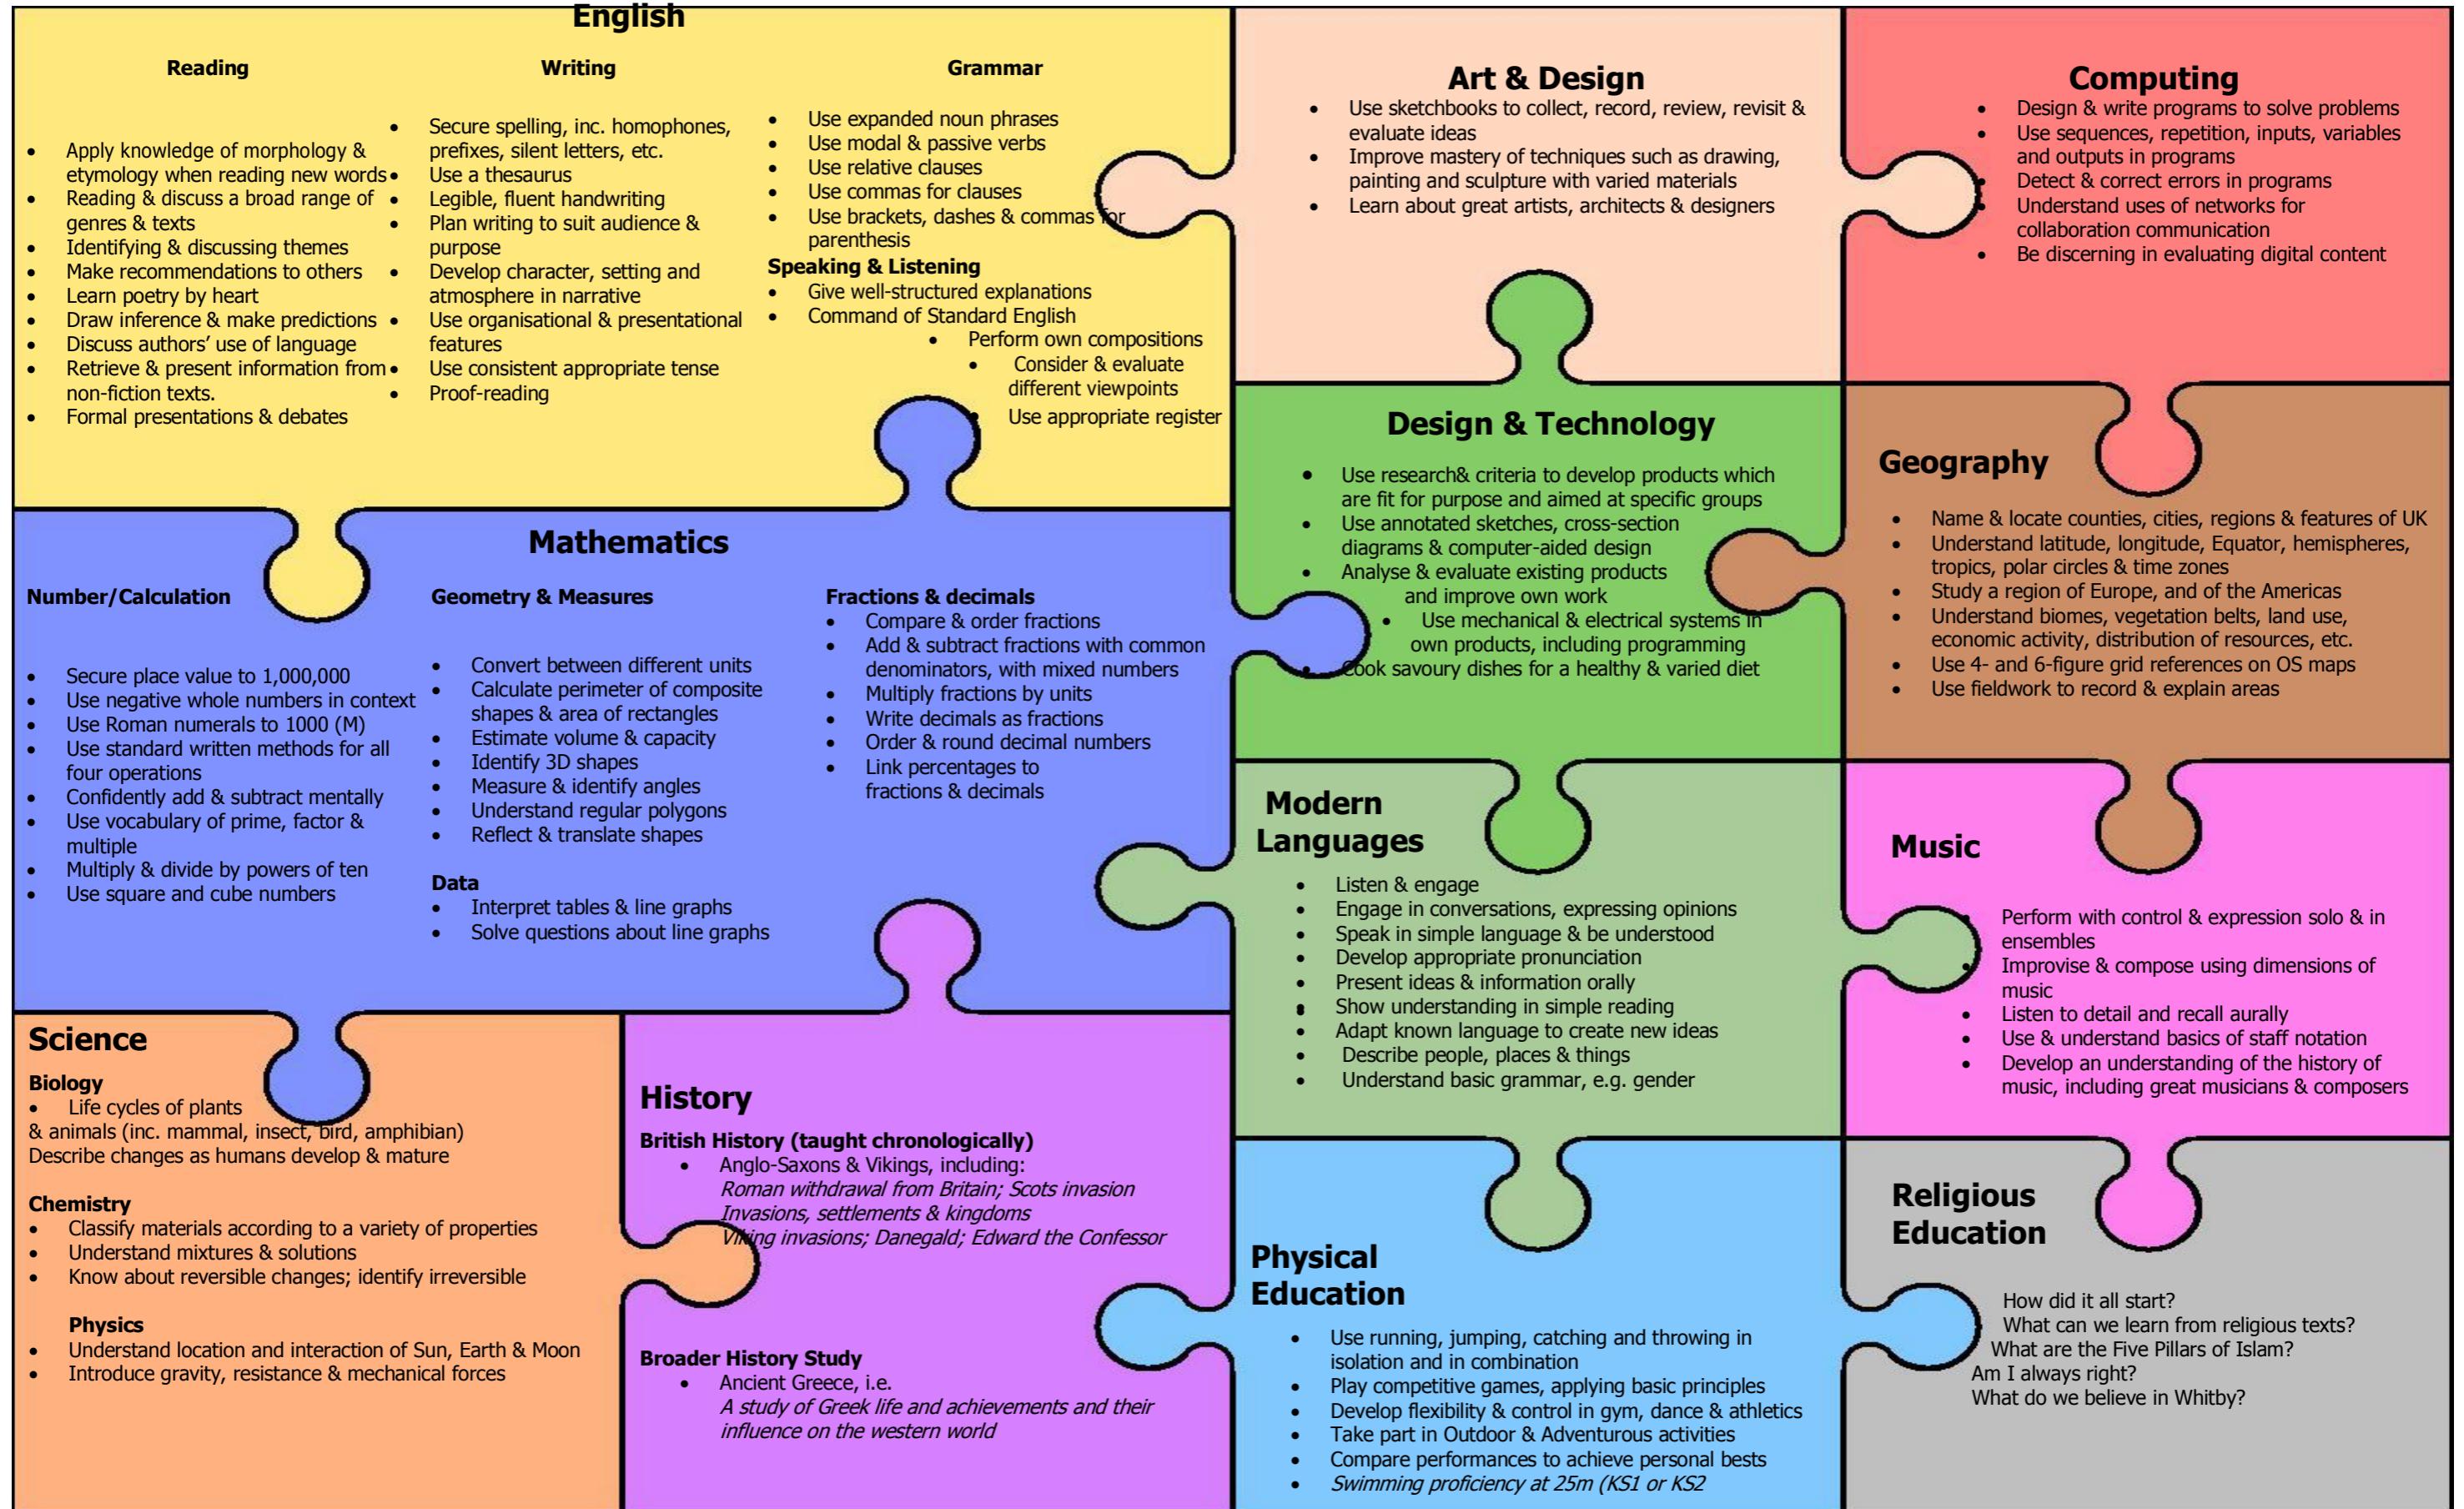 English
Reading
• Apply knowledge of morphology &
etymology when reading new words
• Reading & discuss a broad range of
genres & texts
• Identifying & discussing themes
• Make recommendations to others
• Learn poetry by heart
• Draw inference & make predictions
• Discuss authors’ use of language
• Retrieve & present information from
non-fiction texts.
• Formal presentations & debates
Writing
• Secure spelling, inc. homophones,
prefixes, silent letters, etc.
• Use a thesaurus
• Legible, fluent handwriting
• Plan writing to suit audience &
purpose
• Develop character, setting and
atmosphere in narrative
• Use organisational & presentational
features
• Use consistent appropriate tense
• Proof-reading
Grammar
• Use expanded noun phrases
• Use modal & passive verbs
• Use relative clauses
• Use commas for clauses
• Use brackets, dashes & commas for
parenthesis
Speaking & Listening
• Give well-structured explanations
• Command of Standard English
• Perform own compositions
• Consider & evaluate
different viewpoints
• Use appropriate register
Art & Design
• Use sketchbooks to collect, record, review, revisit &
evaluate ideas
• Improve mastery of techniques such as drawing,
painting and sculpture with varied materials
• Learn about great artists, architects & designers
Computing
• Design & write programs to solve problems
• Use sequences, repetition, inputs, variables
and outputs in programs
• Detect & correct errors in programs
• Understand uses of networks for
collaboration communication
• Be discerning in evaluating digital content
Mathematics
Number/Calculation
• Secure place value to 1,000,000
• Use negative whole numbers in context
• Use Roman numerals to 1000 (M)
• Use standard written methods for all
four operations
• Confidently add & subtract mentally
• Use vocabulary of prime, factor &
multiple
• Multiply & divide by powers of ten
• Use square and cube numbers
Geometry & Measures
• Convert between different units
• Calculate perimeter of composite
shapes & area of rectangles
• Estimate volume & capacity
• Identify 3D shapes
• Measure & identify angles
• Understand regular polygons
• Reflect & translate shapes
Data
• Interpret tables & line graphs
• Solve questions about line graphs
Fractions & decimals
• Compare & order fractions
• Add & subtract fractions with common
denominators, with mixed numbers
• Multiply fractions by units
• Write decimals as fractions
• Order & round decimal numbers
• Link percentages to
fractions & decimals
Design & Technology
• Use research& criteria to develop products which
are fit for purpose and aimed at specific groups
• Use annotated sketches, cross-section
diagrams & computer-aided design
• Analyse & evaluate existing products
and improve own work
• Use mechanical & electrical systems in
own products, including programming
• Cook savoury dishes for a healthy & varied diet
Geography
• Name & locate counties, cities, regions & features of UK
• Understand latitude, longitude, Equator, hemispheres,
tropics, polar circles & time zones
• Study a region of Europe, and of the Americas
• Understand biomes, vegetation belts, land use,
economic activity, distribution of resources, etc.
• Use 4- and 6-figure grid references on OS maps
• Use fieldwork to record & explain areas
Modern
Languages
• Listen & engage
• Engage in conversations, expressing opinions
• Speak in simple language & be understood
• Develop appropriate pronunciation
• Present ideas & information orally
• Show understanding in simple reading
• Adapt known language to create new ideas
• Describe people, places & things
• Understand basic grammar, e.g. gender
Music
• Perform with control & expression solo & in
ensembles
• Improvise & compose using dimensions of
music
• Listen to detail and recall aurally
• Use & understand basics of staff notation
• Develop an understanding of the history of
music, including great musicians & composers
Science
Biology
• Life cycles of plants
& animals (inc. mammal, insect, bird, amphibian)
Describe changes as humans develop & mature
Chemistry
• Classify materials according to a variety of properties
• Understand mixtures & solutions
• Know about reversible changes; identify irreversible
Physics
• Understand location and interaction of Sun, Earth & Moon
• Introduce gravity, resistance & mechanical forces
History
British History (taught chronologically)
• Anglo-Saxons & Vikings, including:
Roman withdrawal from Britain; Scots invasion
Invasions, settlements & kingdoms
Viking invasions; Danegald; Edward the Confessor
Broader History Study
• Ancient Greece, i.e.
A study of Greek life and achievements and their
influence on the western world
Physical
Education
• Use running, jumping, catching and throwing in
isolation and in combination
• Play competitive games, applying basic principles
• Develop flexibility & control in gym, dance & athletics
• Take part in Outdoor & Adventurous activities
• Compare performances to achieve personal bests
• Swimming proficiency at 25m (KS1 or KS2
Religious
Education
How did it all start?
What can we learn from religious texts?
What are the Five Pillars of Islam?
Am I always right?
What do we believe in Whitby?